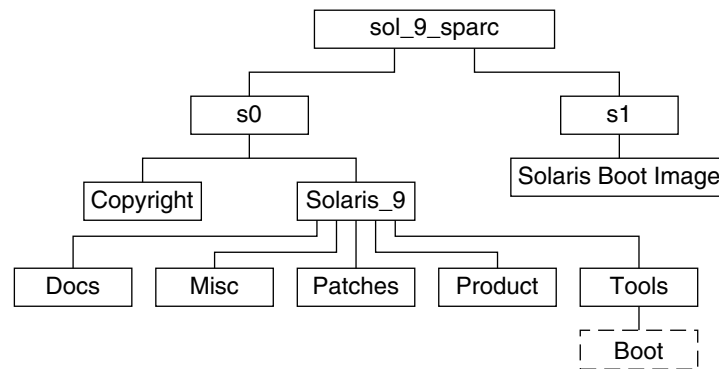 sol_9_sparc
s0
s1
Copyright
Solaris_9
Solaris Boot Image
Docs
Misc
Patches
Product
Tools
Boot